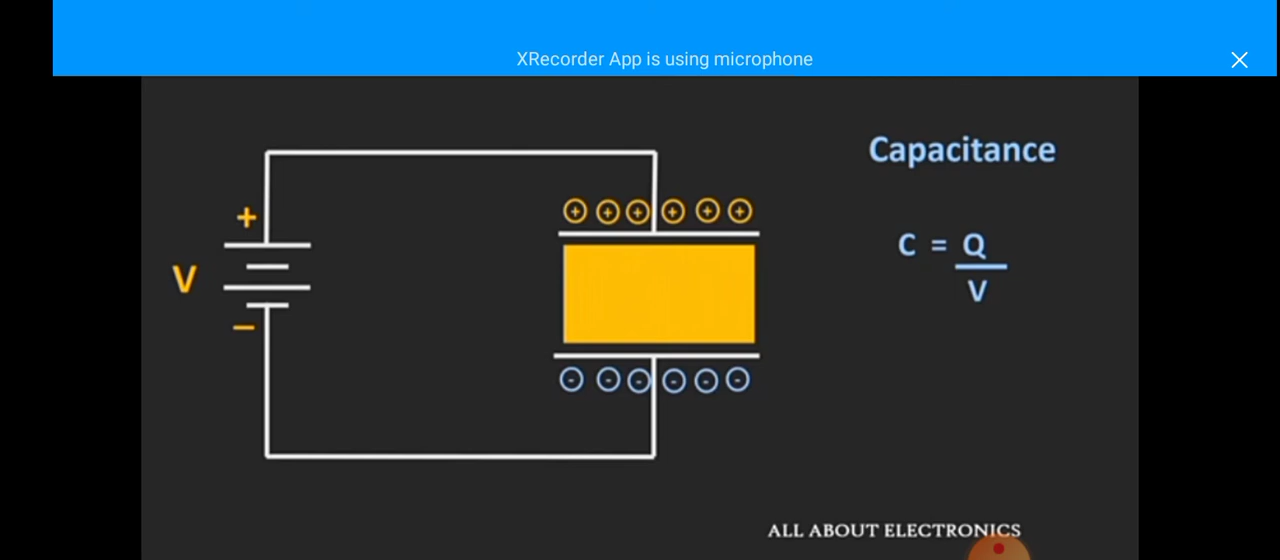 XRecorder App is using microphone
Capacitance
+
V
−
+ + + + + +
- - - - - -
C = Q
V
ALL ABOUT ELECTRONICS